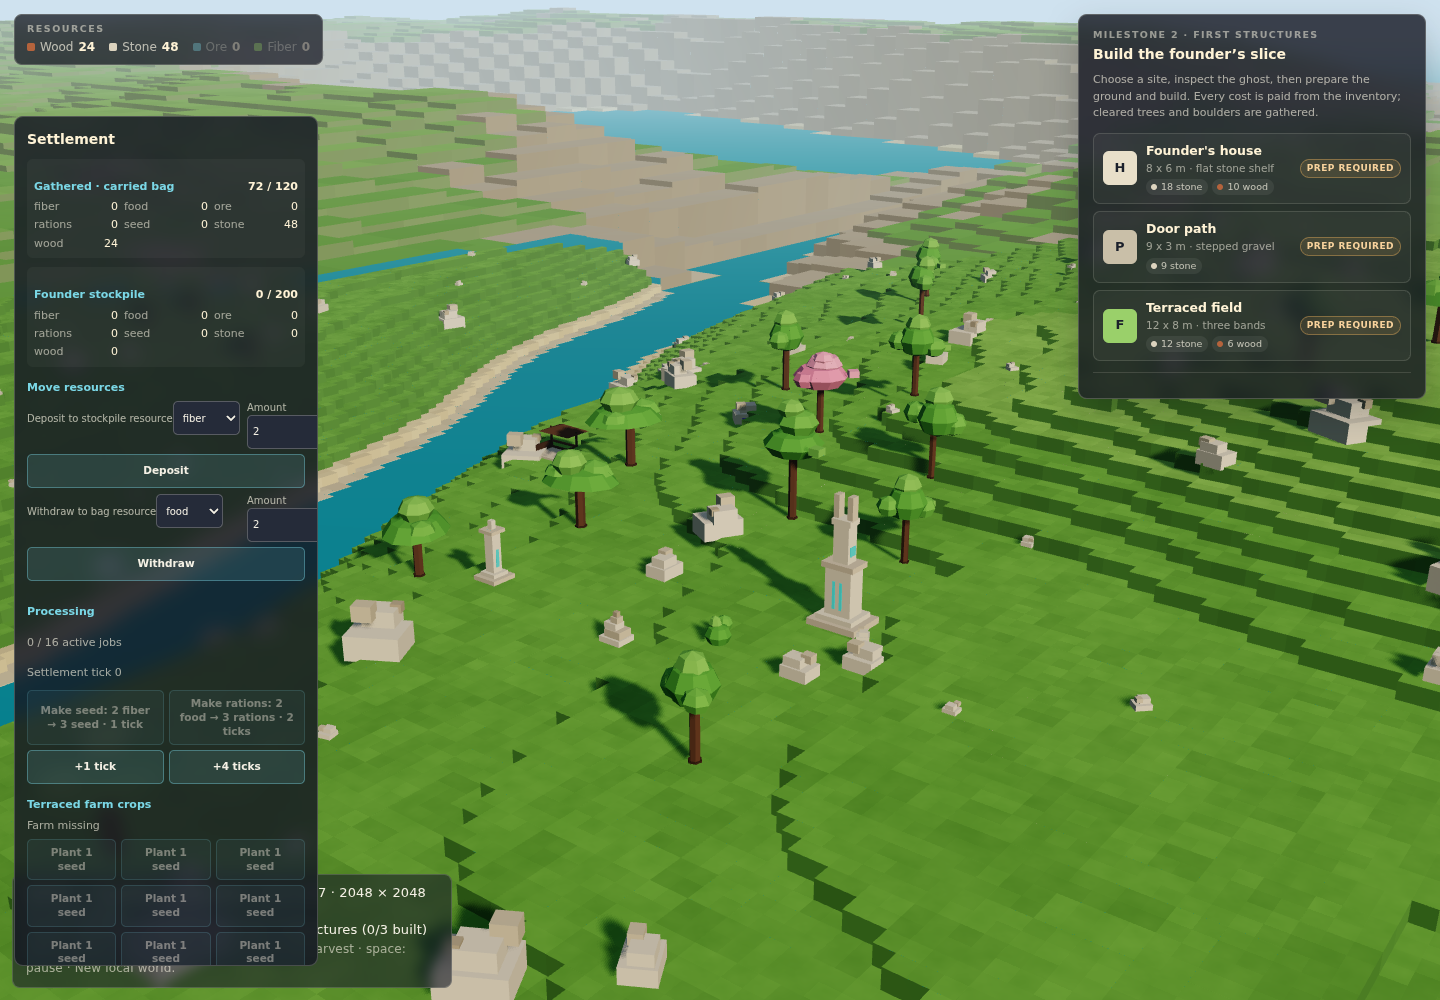 RESOURCES
Wood 24 Stone 48 Ore 0 Fiber 0
Settlement
Gathered · carried bag 72 / 120
fiber 0 food 0 ore 0
rations 0 seed 0 stone 48
wood 24
Founder stockpile 0 / 200
fiber 0 food 0 ore 0
rations 0 seed 0 stone 0
wood 0
Move resources
Deposit to stockpile resource fiber Amount
2
Deposit
Withdraw to bag resource food Amount
2
Withdraw
Processing
0 / 16 active jobs
Settlement tick 0
Make seed: 2 fiber
→ 3 seed · 1 tick
Make rations: 2
food → 3 rations · 2
ticks
+1 tick +4 ticks
Terraced farm crops
Farm missing
Plant 1
seed
Plant 1
seed
Plant 1
seed
Plant 1
seed
Plant 1
seed
Plant 1
seed
Plant 1
seed
Plant 1
seed
Plant 1
seed
7 · 2048 × 2048
ctures (0/3 built)
arvest · space:
pause · New local world.
MILESTONE 2 · FIRST STRUCTURES
Build the founder’s slice
Choose a site, inspect the ghost, then prepare the
ground and build. Every cost is paid from the inventory;
cleared trees and boulders are gathered.
H
Founder's house
8 x 6 m · flat stone shelf
18 stone 10 wood
PREP REQUIRED
P
Door path
9 x 3 m · stepped gravel
9 stone
PREP REQUIRED
F
Terraced field
12 x 8 m · three bands
12 stone 6 wood
PREP REQUIRED